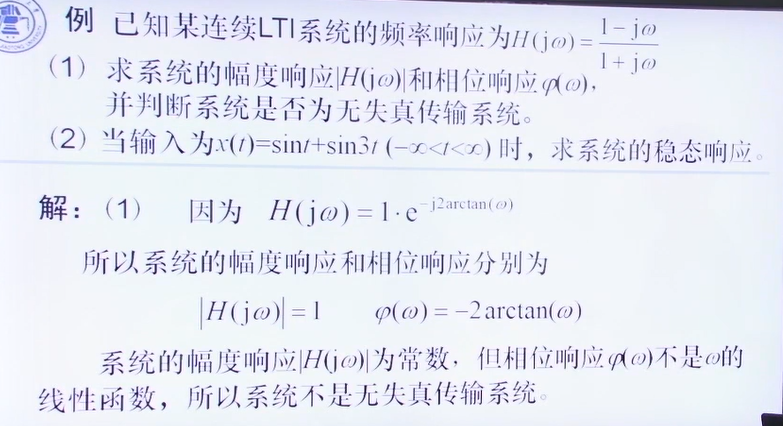 例 已知某连续LTI系统的频率响应为H(jω)=(1-jω)/(1+jω)
(1) 求系统的幅度响应|H(jω)|和相位响应φ(ω),
并判断系统是否为无失真传输系统。
(2) 当输入为x(t)=sint+sin3t (-∞<t<∞) 时，求系统的稳态响应。
解：(1) 因为 H(jω)=1·e^{-j2arctan(ω)}
所以系统的幅度响应和相位响应分别为
|H(jω)|=1 φ(ω)=-2arctan(ω)
系统的幅度响应|H(jω)|为常数，但相位响应φ(ω)不是ω的
线性函数，所以系统不是无失真传输系统。